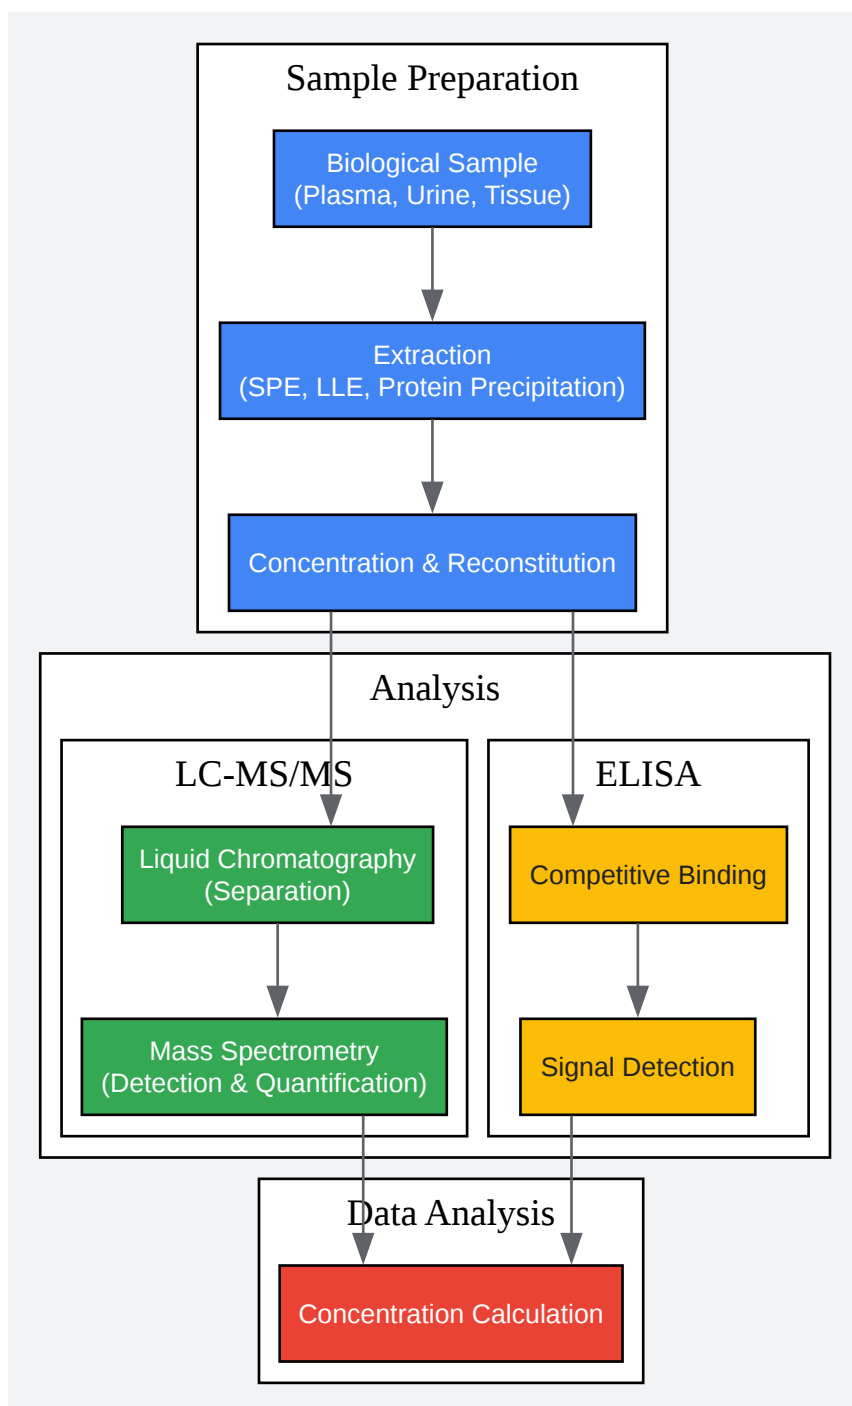 Sample Preparation
Biological Sample
(Plasma, Urine, Tissue)
Extraction
(SPE, LLE, Protein Precipitation)
Concentration & Reconstitution
Analysis
LC-MS/MS
Liquid Chromatography
(Separation)
Mass Spectrometry
(Detection & Quantification)
ELISA
Competitive Binding
Signal Detection
Data Analysis
Concentration Calculation